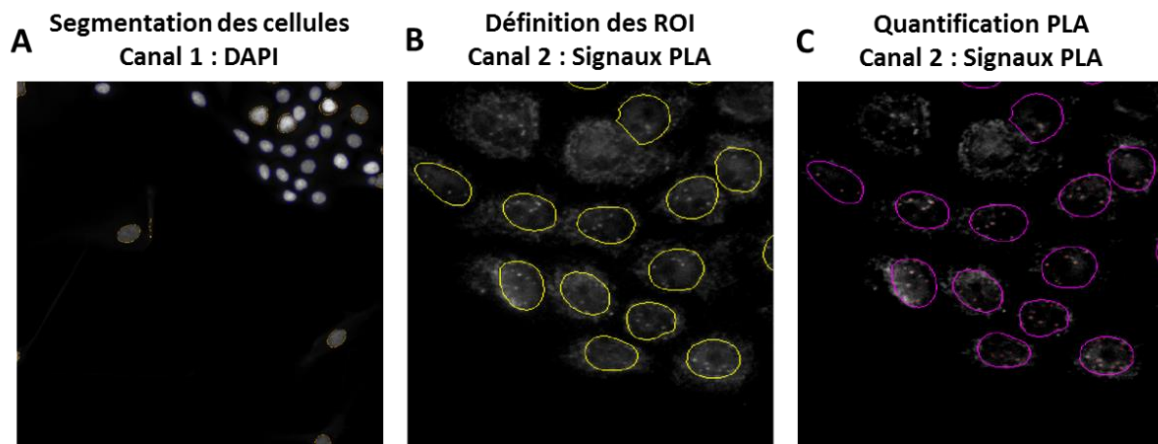 A
Segmentation des cellules
Canal 1 : DAPI
B
Définition des ROI
Canal 2 : Signaux PLA
C
Quantification PLA
Canal 2 : Signaux PLA